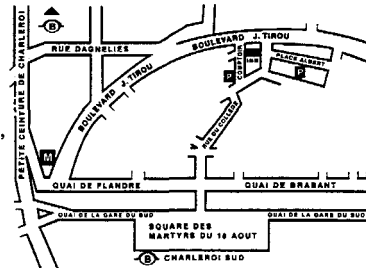 B
RUE DAGNELIES
BOULEVARD J. TIROU
PLACE ALBERT
COMPTOIR
P
P
PETITE CEINTURE DE CHARLEROI
BOULEVARD J. TIROU
RUE DU COLLEGE
M
QUAI DE FLANDRE
QUAI DE BRABANT
QUAI DE LA GARE DU SUD
QUAI DE LA GARE DU SUD
SQUARE DES
MARTYRS DU 18 AOUT
B CHARLEROI SUD